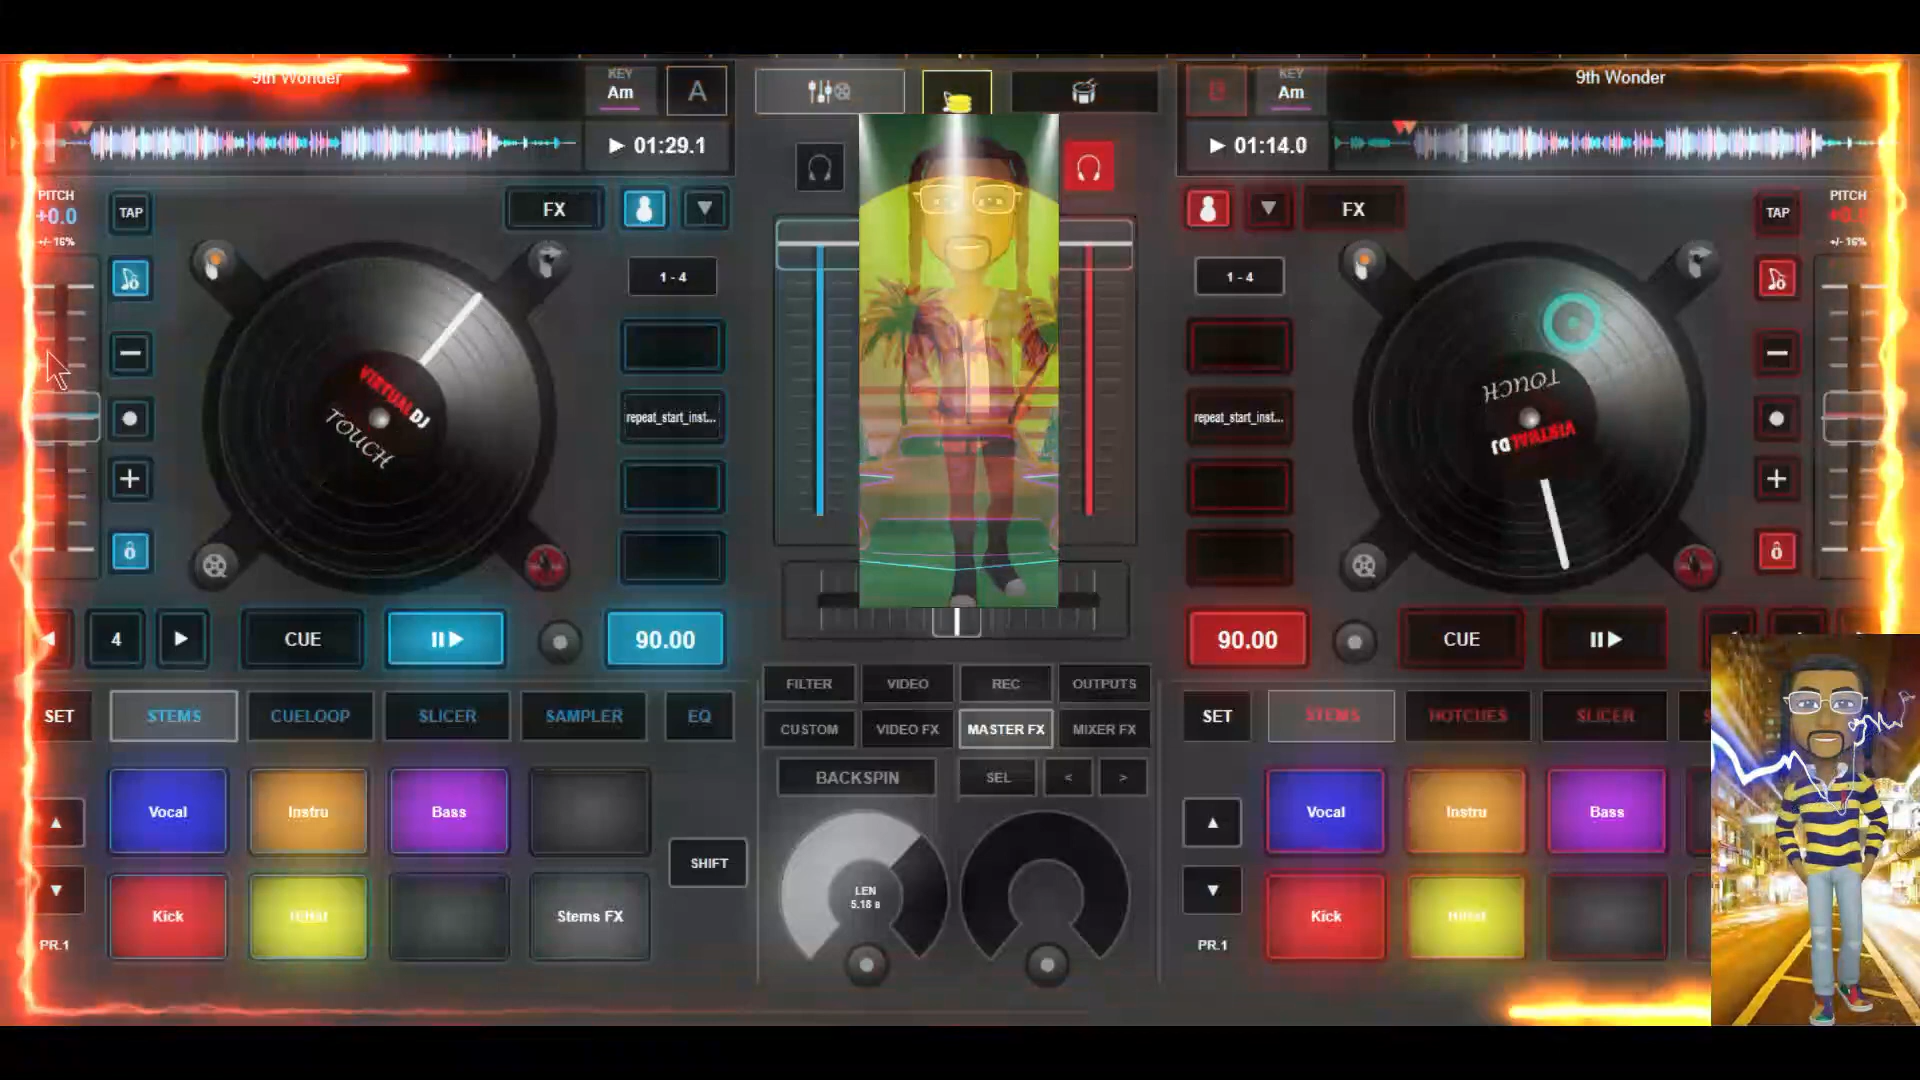 9th Wonder
KEY
Am
A
KEY
Am
9th Wonder
01:29.1
01:14.0
PITCH
+0.0
+/- 16%
TAP
FX
FX
TAP
PITCH
+/- 16%
1 - 4
1 - 4
VIRTUAL DJ
TOUCH
TOUCH
VIRTUAL DJ
repeat_start_inst...
repeat_start_inst...
4
CUE
90.00
90.00
CUE
SET
STEMS
CUELOOP
SLICER
SAMPLER
EQ
FILTER
VIDEO
REC
OUTPUTS
CUSTOM
VIDEO FX
MASTER FX
MIXER FX
SET
STEMS
HOTCUES
SLICER
BACKSPIN
SEL
<
>
Vocal
Instru
Bass
Vocal
Instru
Bass
SHIFT
LEN
5.18 B
Kick
Stems FX
Kick
PR.1
PR.1